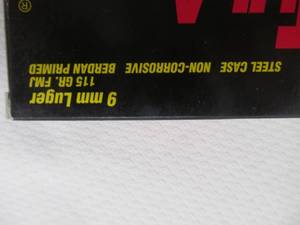 9 mm Luger
115 GR. FMJ
STEEL CASE NON-CORROSIVE BERDAN PRIMED
®